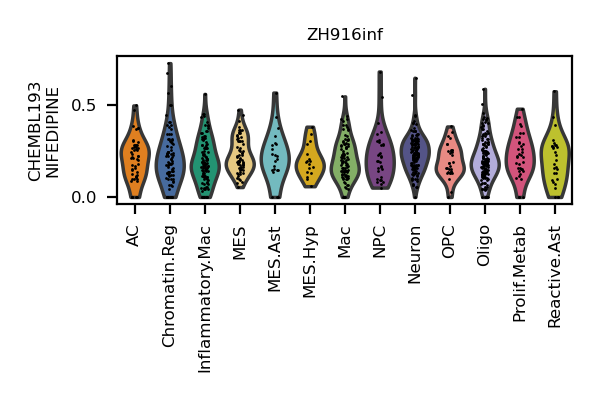 ZH916inf
CHEMBL193
NIFEDIPINE
0.5
0.0
AC
Chromatin.Reg
Inflammatory.Mac
MES
MES.Ast
MES.Hyp
Mac
NPC
Neuron
OPC
Oligo
Prolif.Metab
Reactive.Ast